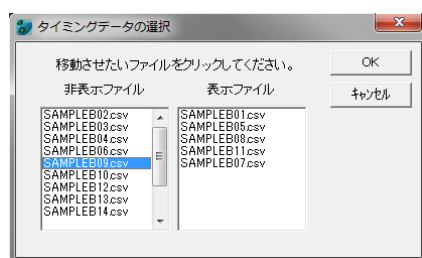 タイミングデータの選択
移動させたいファイルをクリックしてください。
OK
非表示ファイル
表示ファイル
キャンセル
SAMPLEB02.csv
SAMPLEB03.csv
SAMPLEB04.csv
SAMPLEB06.csv
SAMPLEB09.csv
SAMPLEB10.csv
SAMPLEB12.csv
SAMPLEB13.csv
SAMPLEB14.csv
SAMPLEB01.csv
SAMPLEB05.csv
SAMPLEB08.csv
SAMPLEB11.csv
SAMPLEB07.csv